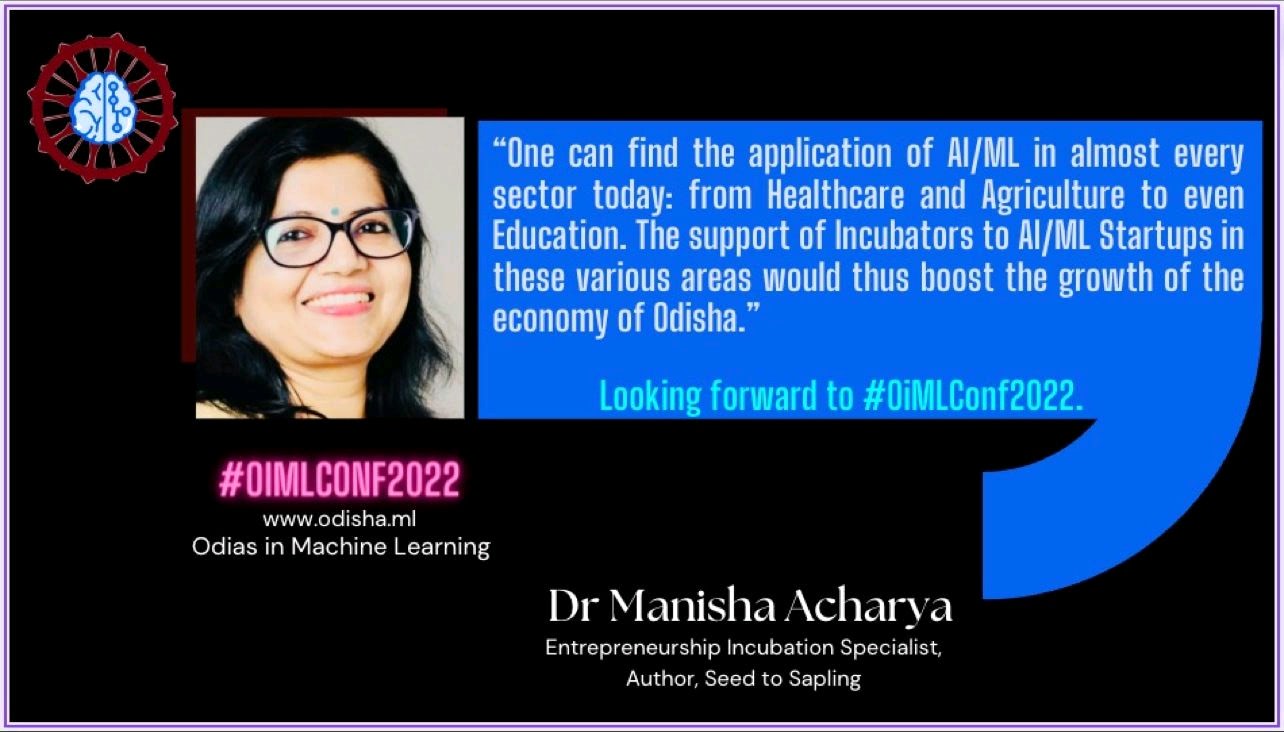 “One can find the application of AI/ML in almost every
sector today: from Healthcare and Agriculture to even
Education. The support of Incubators to AI/ML Startups in
these various areas would thus boost the growth of the
economy of Odisha.”
Looking forward to #OiMLConf2022.
#OIMLCONF2022
www.odisha.ml
Odias in Machine Learning
Dr Manisha Acharya
Entrepreneurship Incubation Specialist,
Author, Seed to Sapling